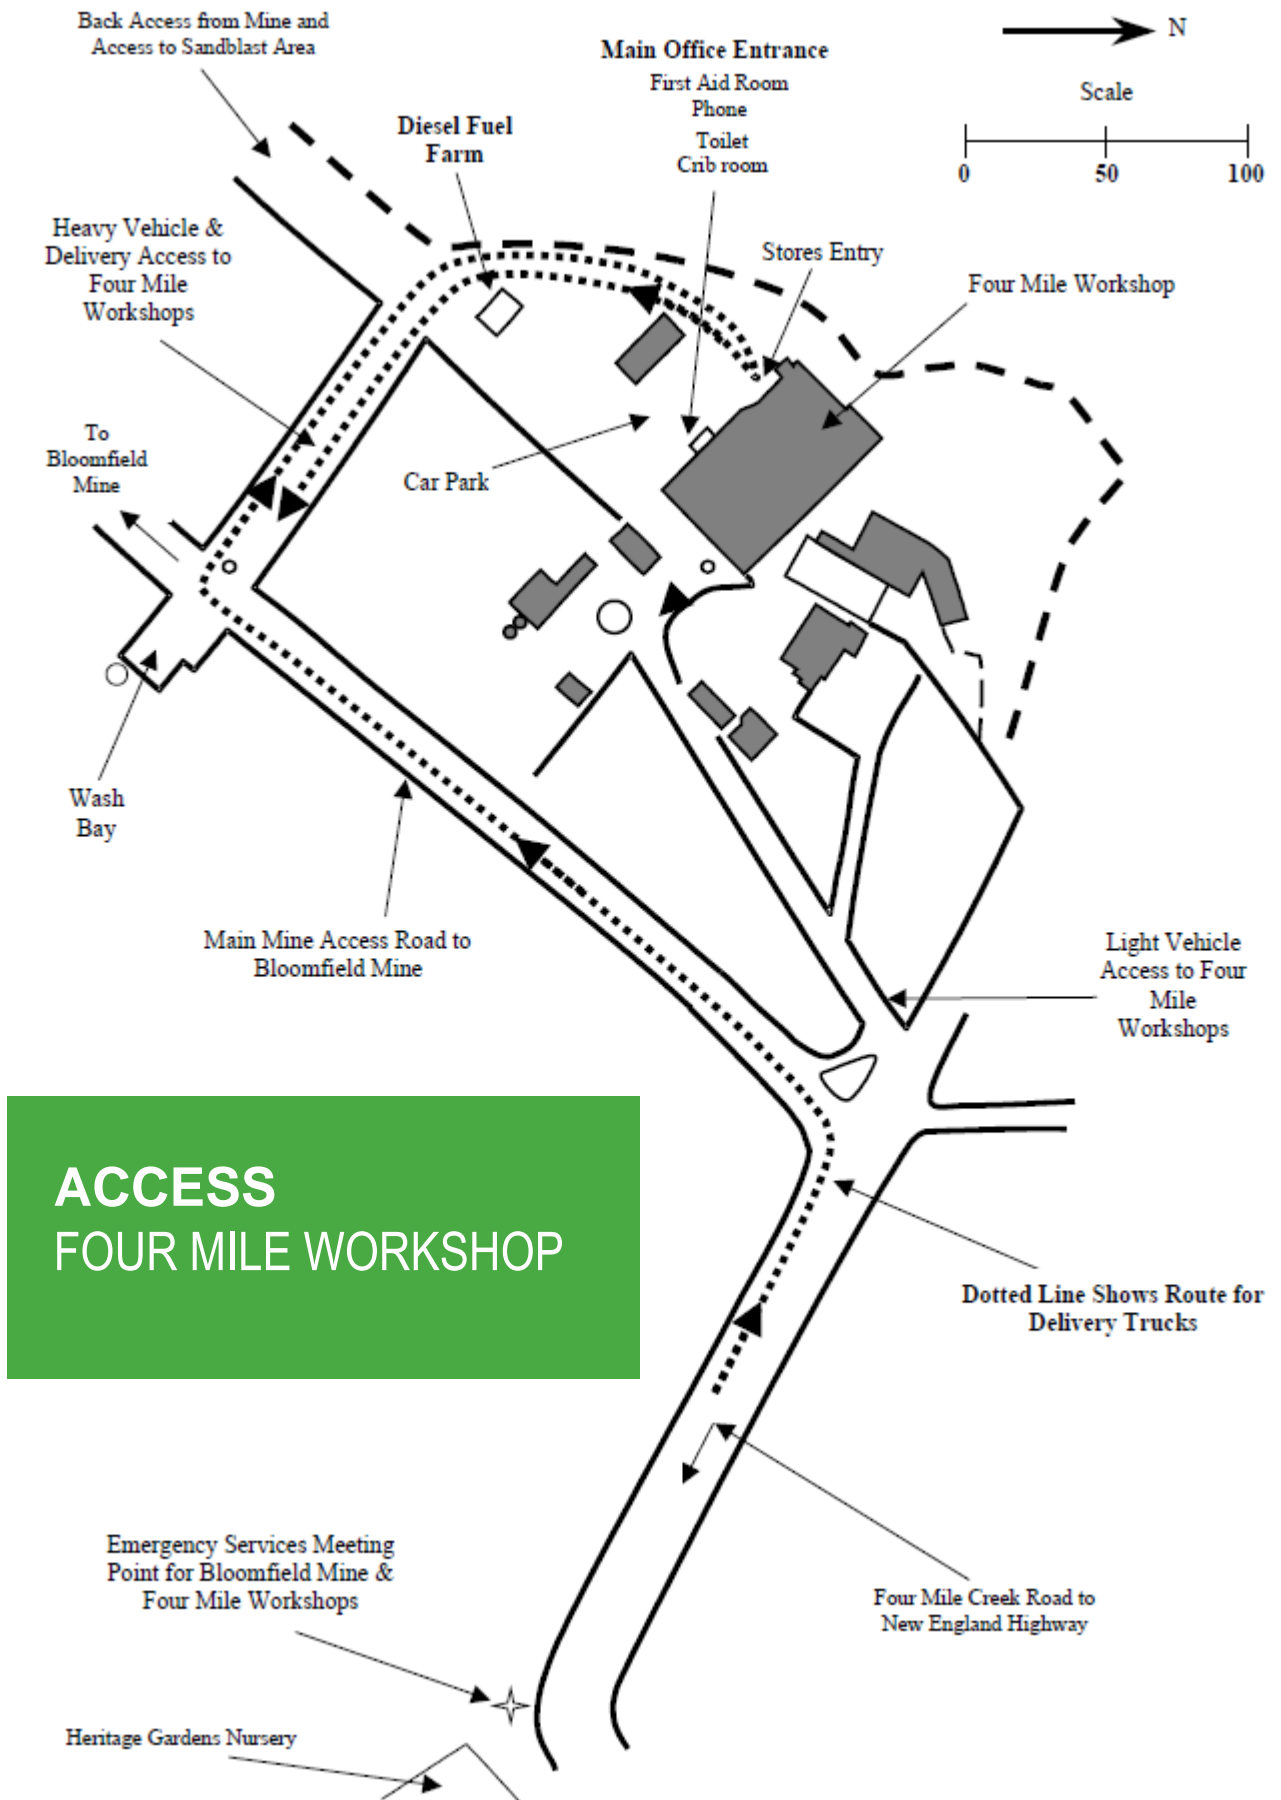 Back Access from Mine and
Access to Sandblast Area
N
Main Office Entrance
First Aid Room
Phone
Toilet
Crib room
Scale
0
50
100
Diesel Fuel
Farm
Heavy Vehicle &
Delivery Access to
Four Mile
Workshops
Stores Entry
Four Mile Workshop
To
Bloomfield
Mine
Car Park
Wash
Bay
Main Mine Access Road to
Bloomfield Mine
Light Vehicle
Access to Four
Mile
Workshops
ACCESS
FOUR MILE WORKSHOP
Dotted Line Shows Route for
Delivery Trucks
Emergency Services Meeting
Point for Bloomfield Mine &
Four Mile Workshops
Four Mile Creek Road to
New England Highway
Heritage Gardens Nursery